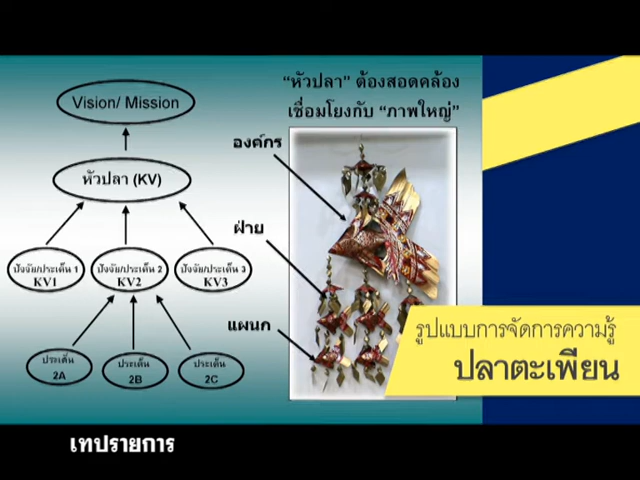 "หัวปลา" ต้องสอดคล้อง
เชื่อมโยงกับ "ภาพใหญ่"
Vision/ Mission
หัวปลา (KV)
ปัจจัย/ประเด็น 1
KV1
ปัจจัย/ประเด็น 2
KV2
ปัจจัย/ประเด็น 3
KV3
ประเด็น
2A
ประเด็น
2B
ประเด็น
2C
องค์กร
ฝ่าย
แผนก
รูปแบบการจัดการความรู้
ปลาตะเพียน
เทปรายการ